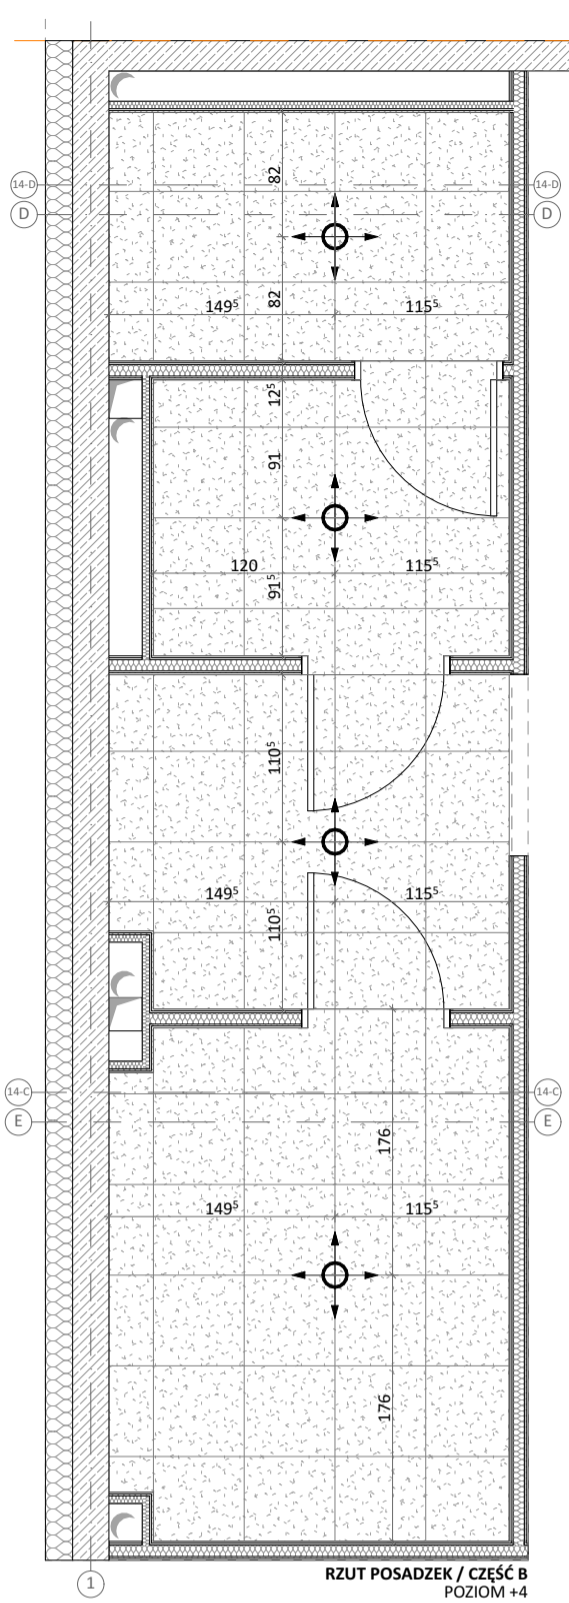 82
14-D
14-D
D
D
82
149⁵
115⁵
12⁵
91
120
91⁵
115⁵
110⁵
149⁵
115⁵
110⁵
14-C
14-C
E
E
176
149⁵
115⁵
176
RZUT POSADZEK / CZĘŚĆ B
1
POZIOM +4